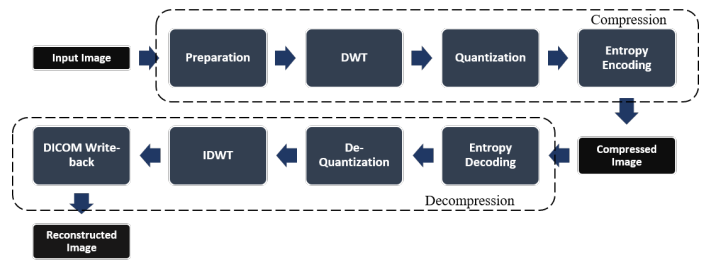 Compression
Input Image
Preparation
DWT
Quantization
Entropy
Encoding
DICOM Write-
back
IDWT
De-
Quantization
Entropy
Decoding
Compressed
Image
Decompression
Reconstructed
Image